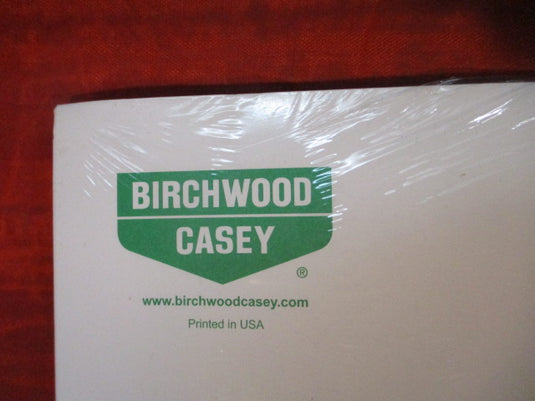 BIRCHWOOD
CASEY
®
www.birchwoodcasey.com
Printed in USA